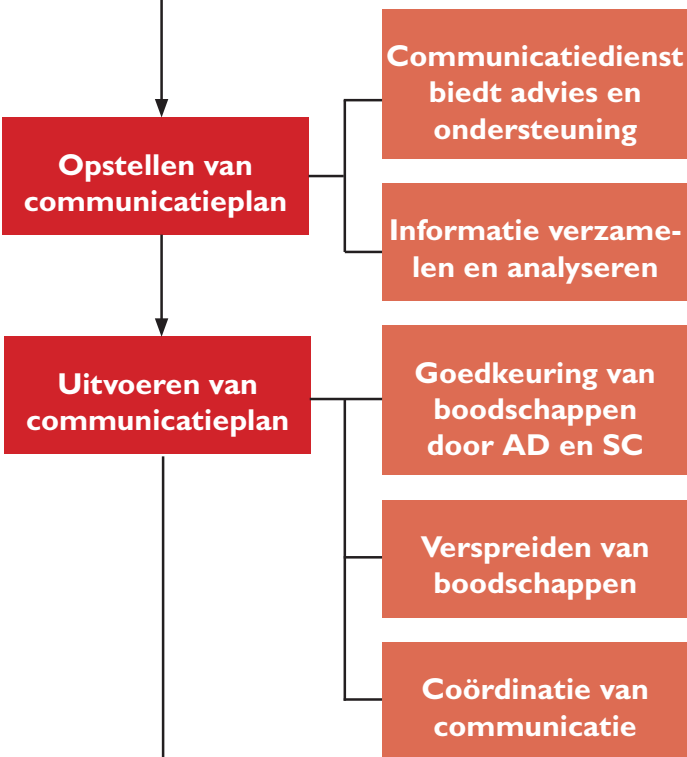 Communicatiedienst
biedt advies en
ondersteuning
Opstellen van
communicatieplan
Informatie verzame-
len en analyseren
Uitvoeren van
communicatieplan
Goedkeuring van
boodschappen
door AD en SC
Verspreiden van
boodschappen
Coördinatie van
communicatie